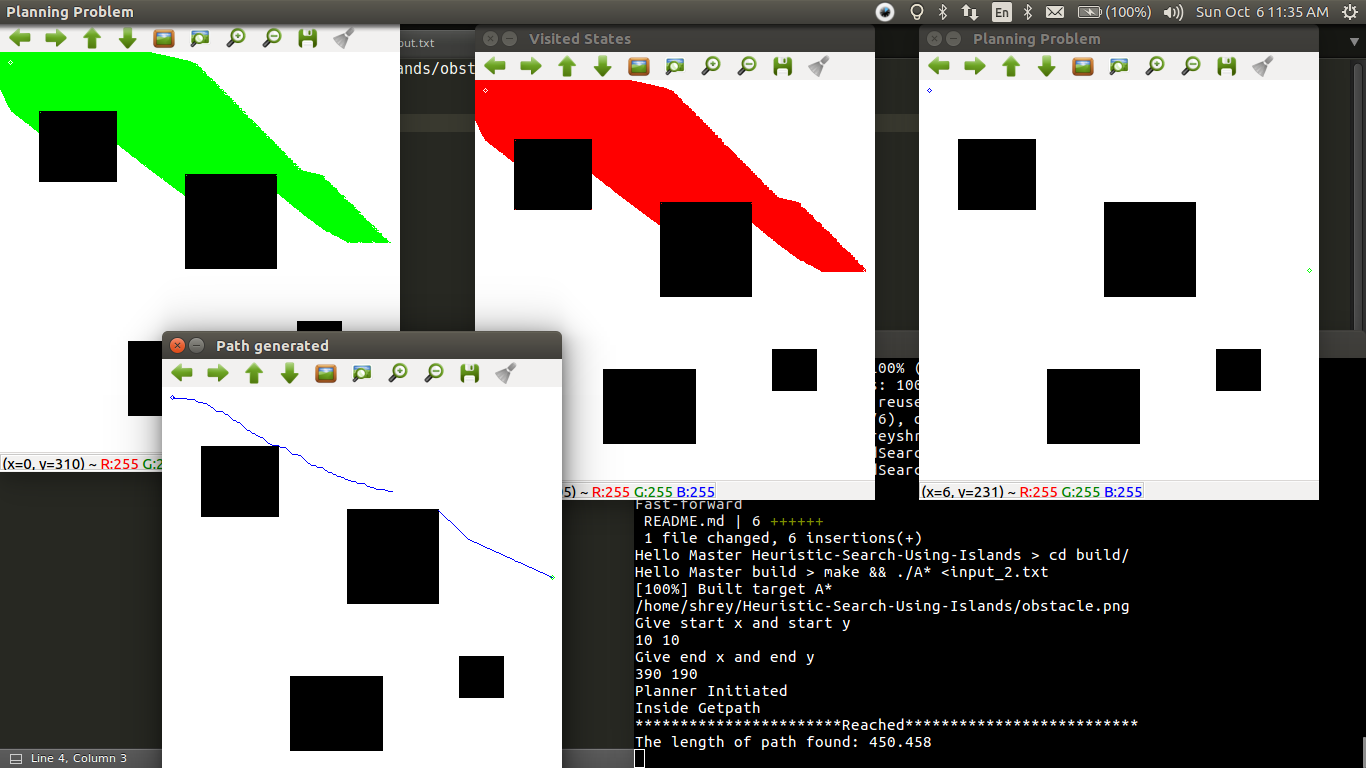 Planning Problem
En
(100%)
Sun Oct 6 11:35 AM
put.txt
Visited States
Planning Problem
ands/obst
(x=0, y=310) ~ R:255 G:2
5) ~ R:255 G:255 B:255
(x=6, y=231) ~ R:255 G:255 B:255
Path generated
100% (
s: 100
reuse
/6), c
reyshr
dSearc
dSearc
Fast-forward
README.md | 6 ++++++
1 file changed, 6 insertions(+)
Hello Master Heuristic-Search-Using-Islands > cd build/
Hello Master build > make && ./A* <input_2.txt
[100%] Built target A*
/home/shrey/Heuristic-Search-Using-Islands/obstacle.png
Give start x and start y
10 10
Give end x and end y
390 190
Planner Initiated
Inside Getpath
***********************Reached**************************
The length of path found: 450.458
Line 4, Column 3